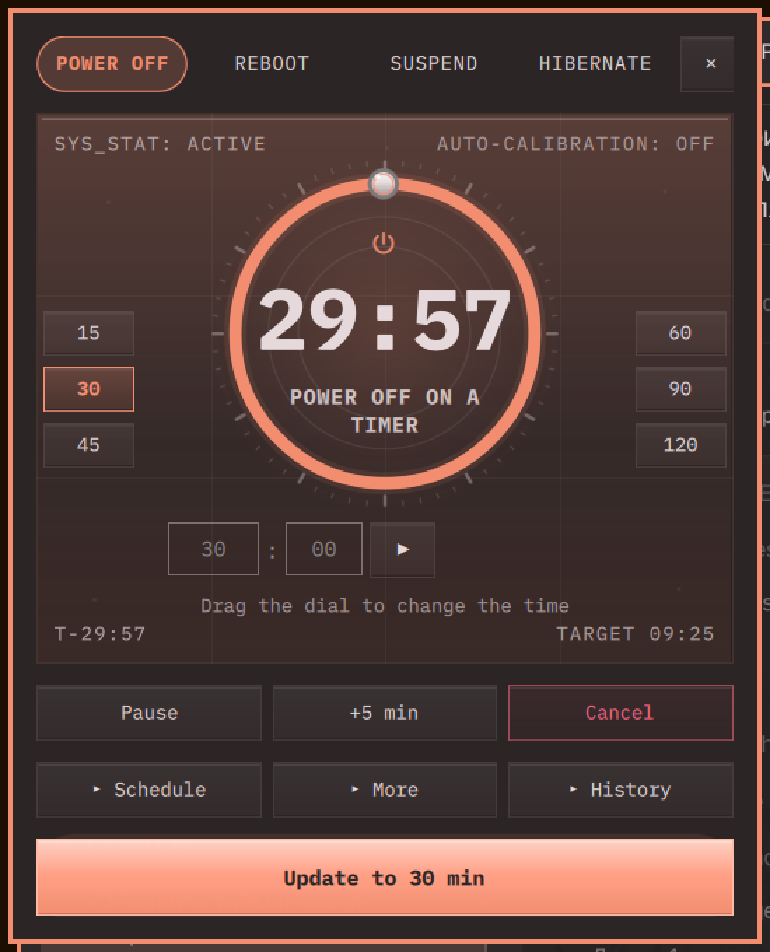 POWER OFF REBOOT SUSPEND HIBERNATE ×
SYS_STAT: ACTIVE AUTO-CALIBRATION: OFF
29:57
POWER OFF ON A
TIMER
15 60
30 90
45 120
30 : 00 ▶
Drag the dial to change the time
T-29:57 TARGET 09:25
Pause +5 min Cancel
▸ Schedule ▸ More ▸ History
Update to 30 min